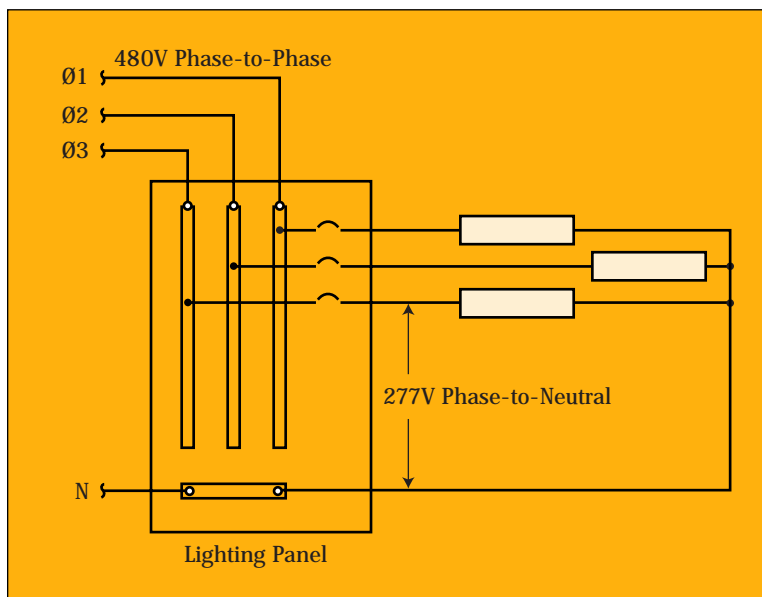 480V Phase-to-Phase
Ø1
Ø2
Ø3
277V Phase-to-Neutral
N
Lighting Panel